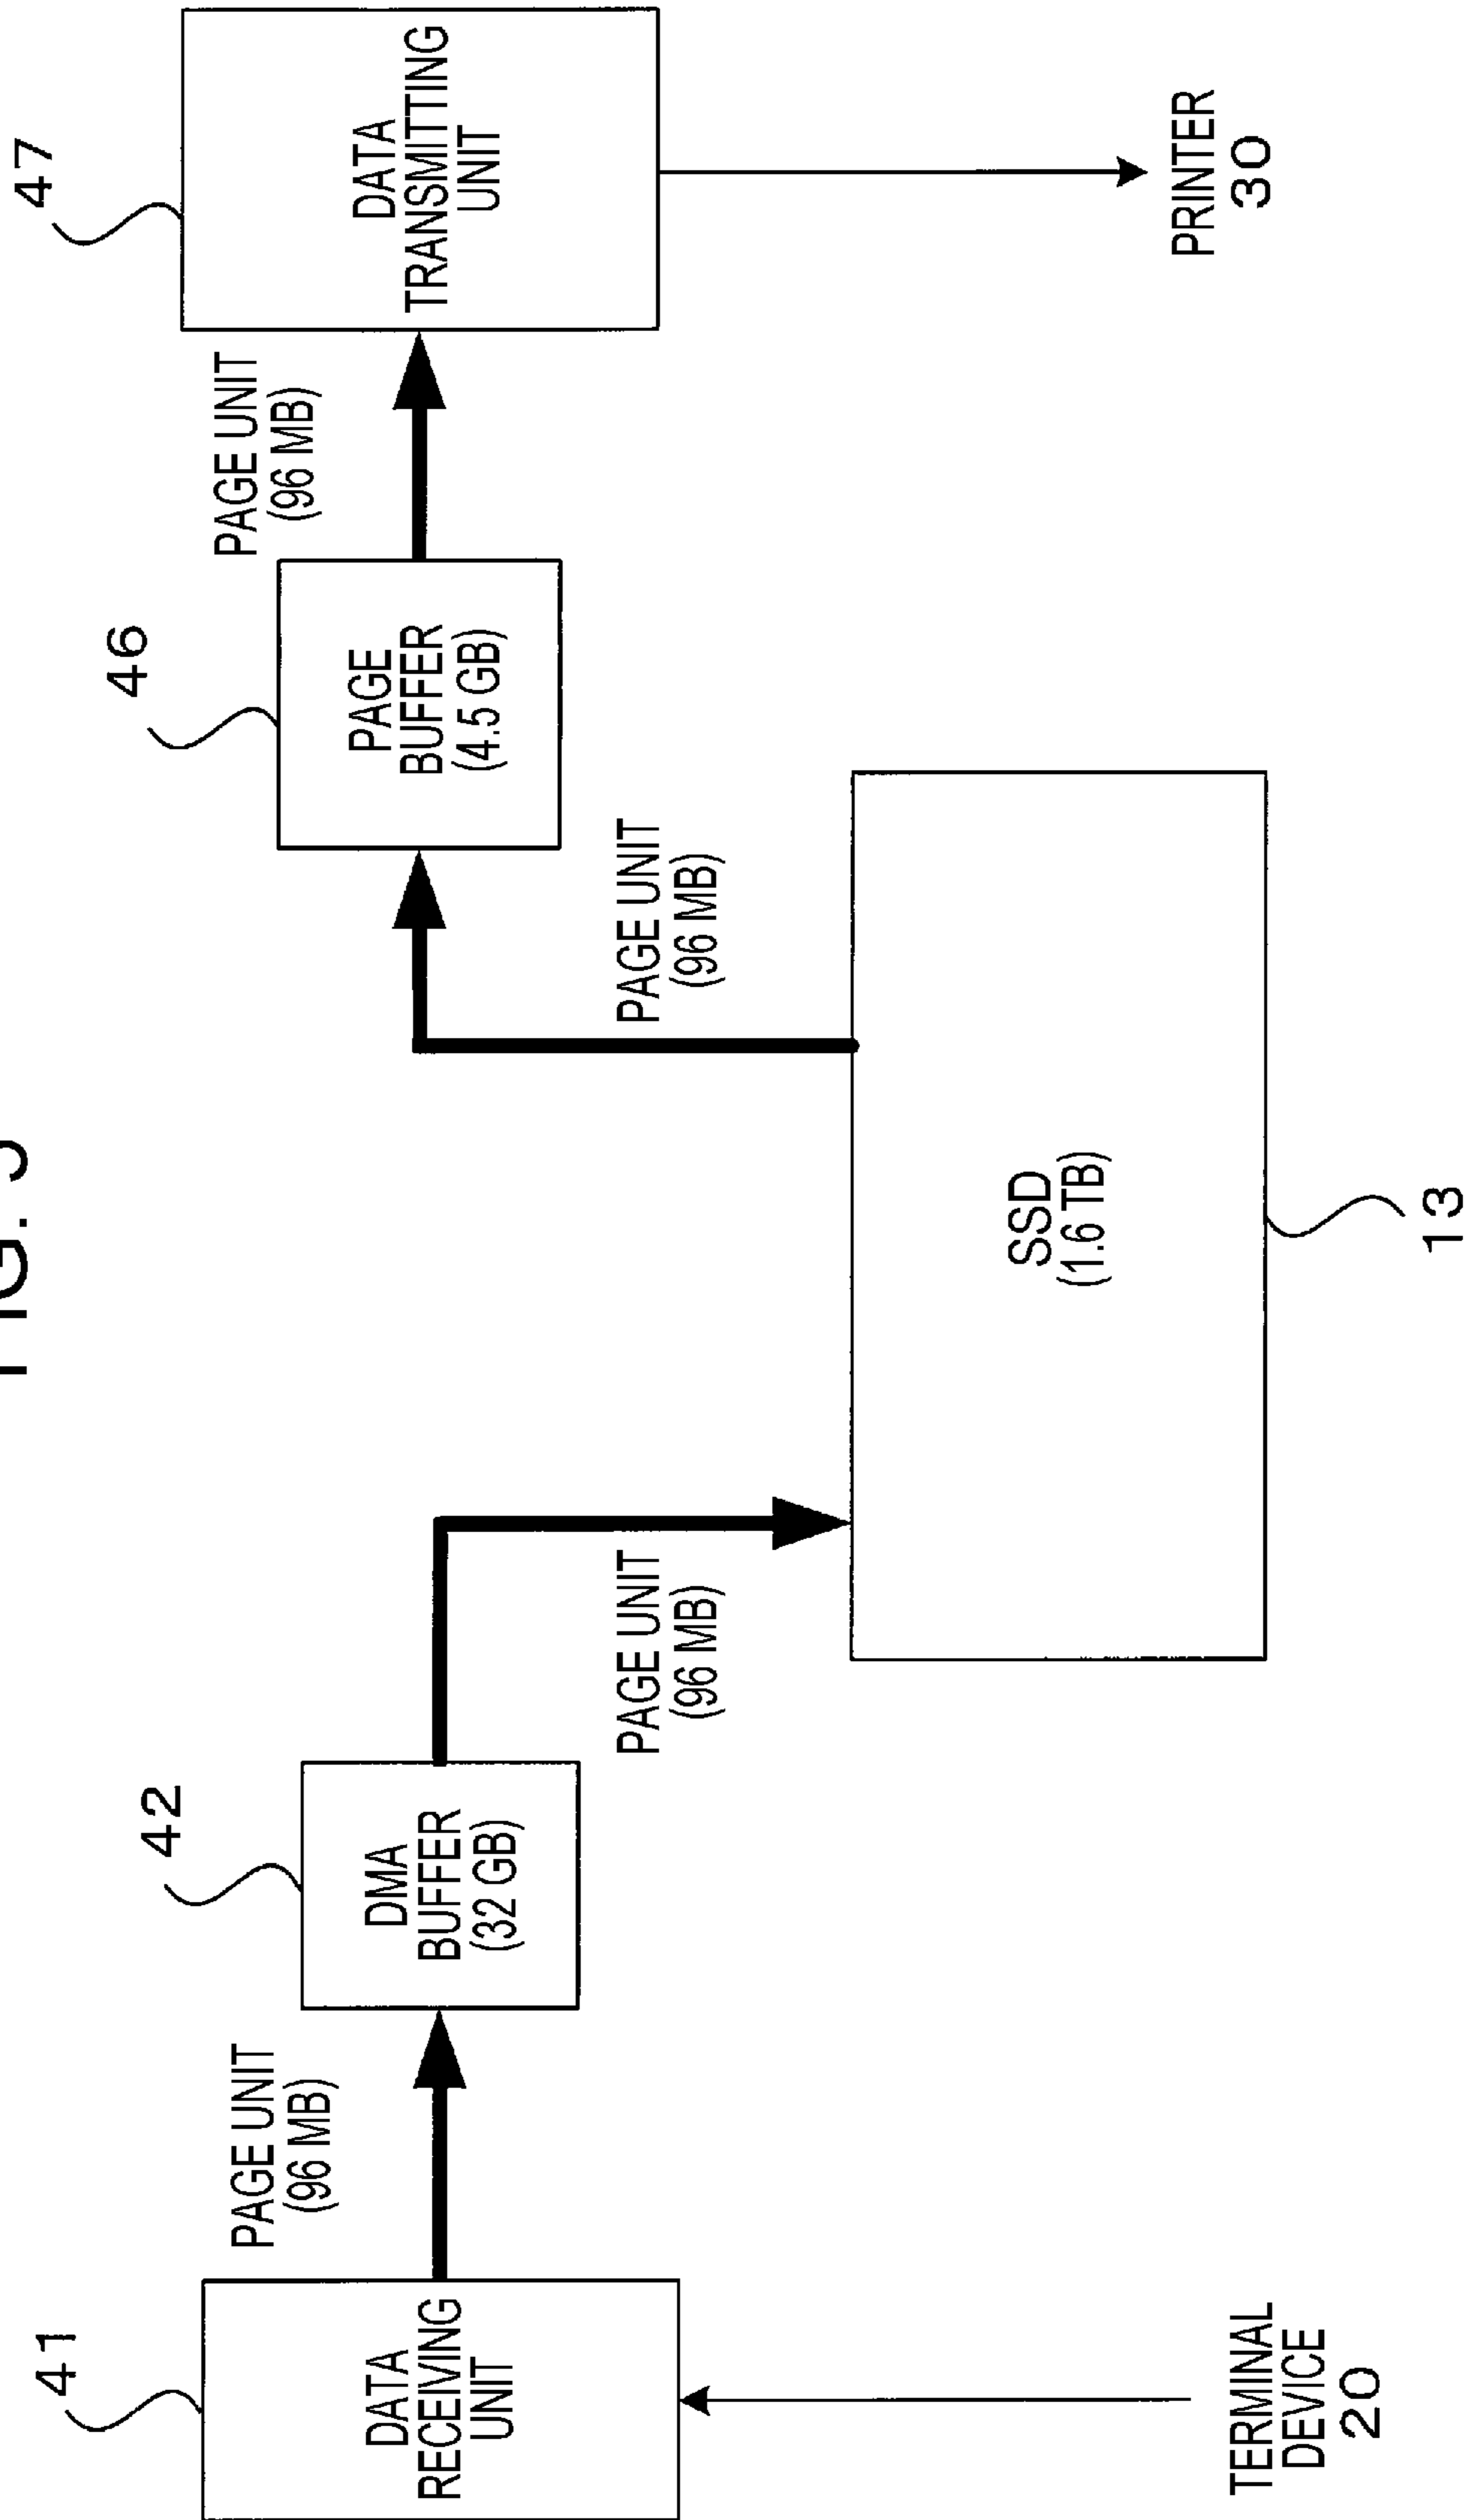 FIG.
41
DATA
RECEIVING
UNIT
PAGE UNIT
(96 MB)
42
DMA
BUFFER
(32 GB)
PAGE UNIT
(96 MB)
SSD
(1.6 TB)
13
PAGE UNIT
(96 MB)
46
PAGE
BUFFER
(4.5 GB)
PAGE UNIT
(96 MB)
47
DATA
TRANSMITTING
UNIT
TERMINAL
DEVICE
20
PRINTER
30